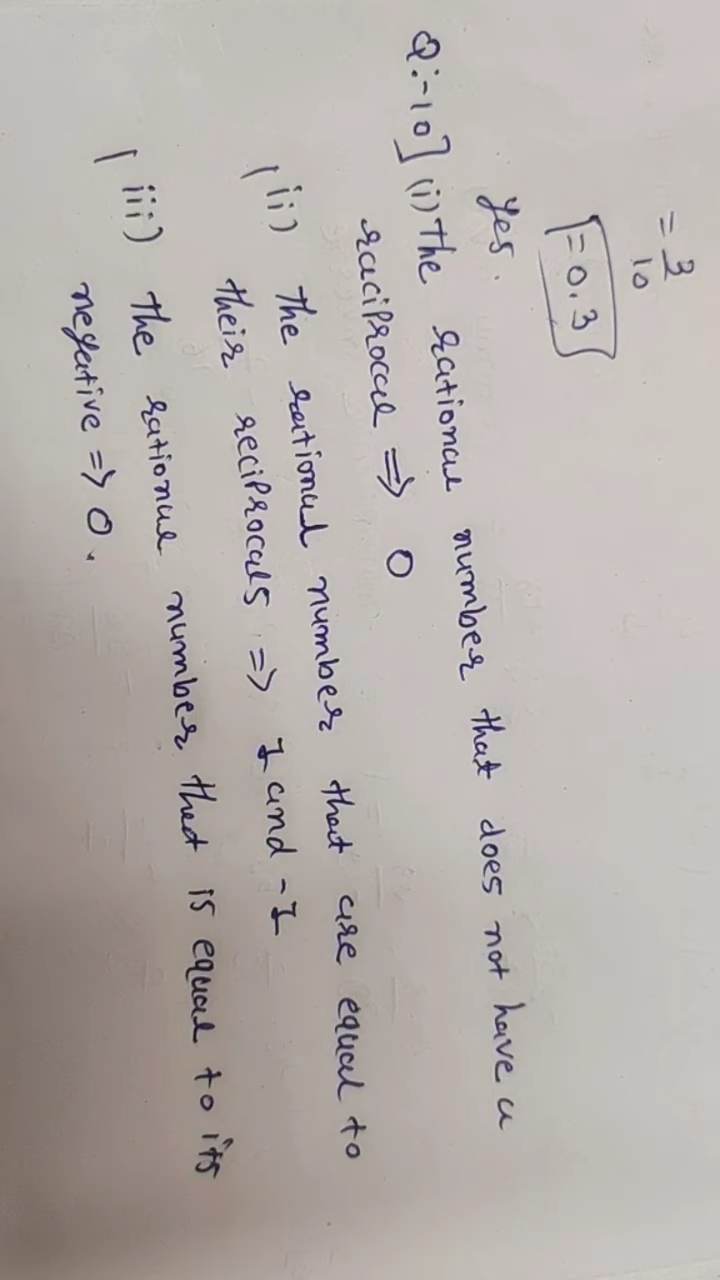 = 3/10
= 0.3
Yes.
Q:-10] (i) The rational number that does not have a
reciprocal => 0
(ii) The rational number that are equal to
their reciprocals => 1 and -1
(iii) The rational number that is equal to its
negative => 0.